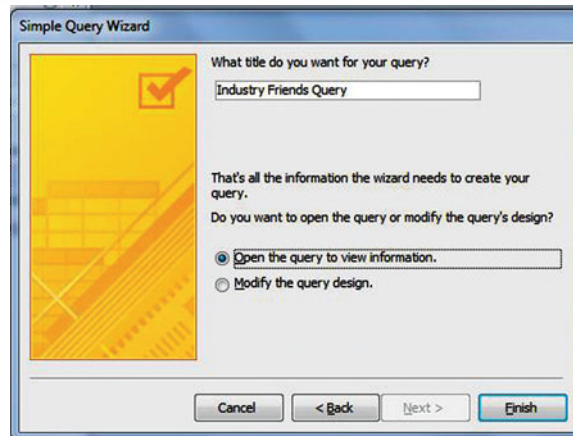 Simple Query Wizard
What title do you want for your query?
Industry Friends Query
That's all the information the wizard needs to create your
query.
Do you want to open the query or modify the query's design?
Open the query to view information.
Modify the query design.
Cancel
< Back
Next >
Finish